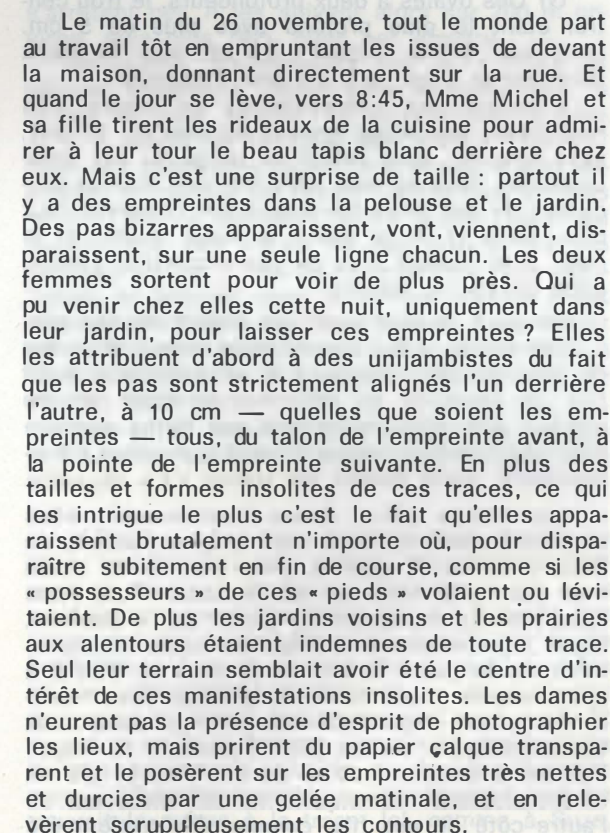 Le matin du 26 novembre, tout le monde part
au travail tôt en empruntant les issues de devant
la maison, donnant directement sur la rue. Et
quand le jour se lève, vers 8:45, Mme Michel et
sa fille tirent les rideaux de la cuisine pour admi-
rer à leur tour le beau tapis blanc derrière chez
eux. Mais c'est une surprise de taille : partout il
y a des empreintes dans la pelouse et le jardin.
Des pas bizarres apparaissent, vont, viennent, dis-
paraissent, sur une seule ligne chacun. Les deux
femmes sortent pour voir de plus près. Qui a
pu venir chez elles cette nuit, uniquement dans
leur jardin, pour laisser ces empreintes ? Elles
les attribuent d'abord à des unijambistes du fait
que les pas sont strictement alignés l'un derrière
l'autre, à 10 cm — quelles que soient les em-
preintes — tous, du talon de l'empreinte avant, à
la pointe de l'empreinte suivante. En plus des
tailles et formes insolites de ces traces, ce qui
les intrigue le plus c'est le fait qu'elles appa-
raissent brutalement n'importe où, pour dispa-
raître subitement en fin de course, comme si les
« possesseurs » de ces « pieds » volaient ou lévi-
taient. De plus les jardins voisins et les prairies
aux alentours étaient indemnes de toute trace.
Seul leur terrain semblait avoir été le centre d'in-
térêt de ces manifestations insolites. Les dames
n'eurent pas la présence d'esprit de photographier
les lieux, mais prirent du papier çalque transpa-
rent et le posèrent sur les empreintes très nettes
et durcies par une gelée matinale, et en rele-
vèrent scrupuleusement les contours.